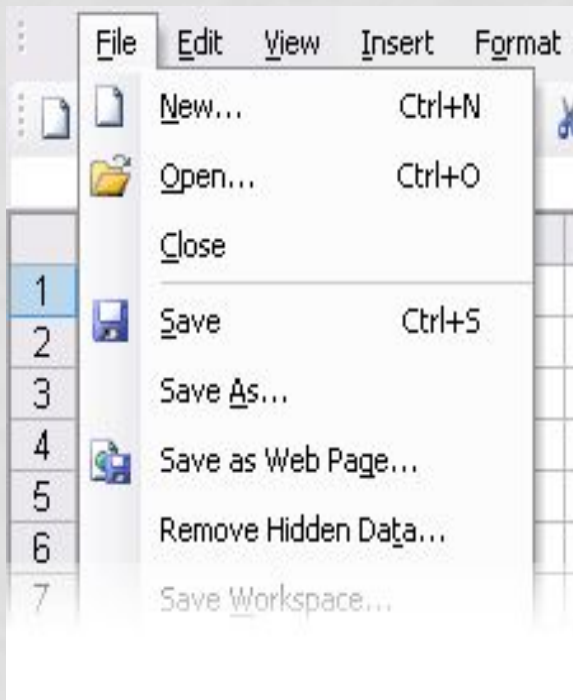 File Edit View Insert Format
New... Ctrl+N
Open... Ctrl+O
Close
1
Save Ctrl+S
2
3 Save As...
4 Save as Web Page...
5
6 Remove Hidden Data...
7 Save Workspace...